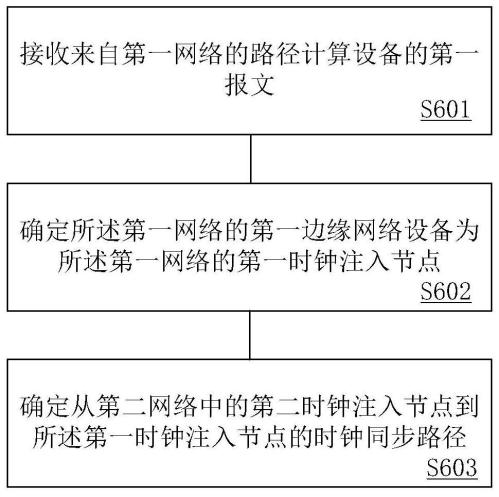 接收来自第一网络的路径计算设备的第一
报文
S601
确定所述第一网络的第一边缘网络设备为
所述第一网络的第一时钟注入节点
S602
确定从第二网络中的第二时钟注入节点到
所述第一时钟注入节点的时钟同步路径
S603